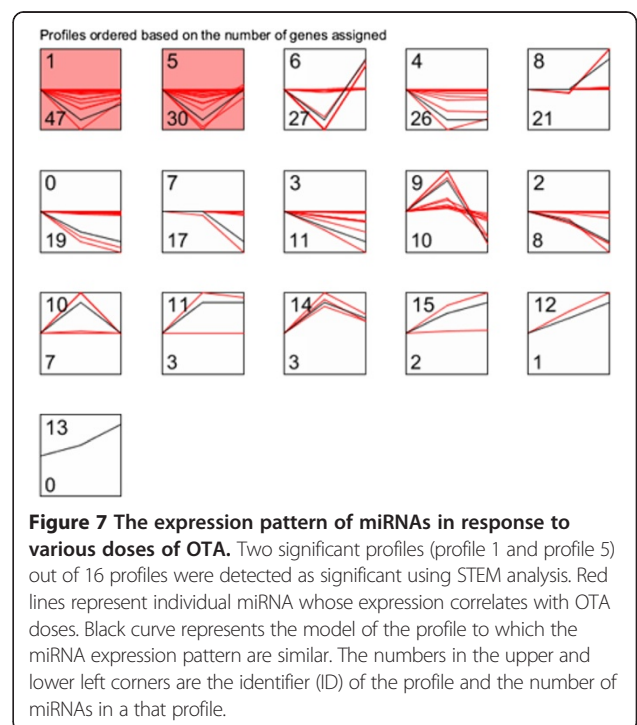 Profiles ordered based on the number of genes assigned
1 5 6 4 8
47 30 27 26 21
0 7 3 9 2
19 17 11 10 8
10 11 14 15 12
7 3 3 2 1
13
0
Figure 7 The expression pattern of miRNAs in response to
various doses of OTA. Two significant profiles (profile 1 and profile 5)
out of 16 profiles were detected as significant using STEM analysis. Red
lines represent individual miRNA whose expression correlates with OTA
doses. Black curve represents the model of the profile to which the
miRNA expression pattern are similar. The numbers in the upper and
lower left corners are the identifier (ID) of the profile and the number of
miRNAs in a that profile.